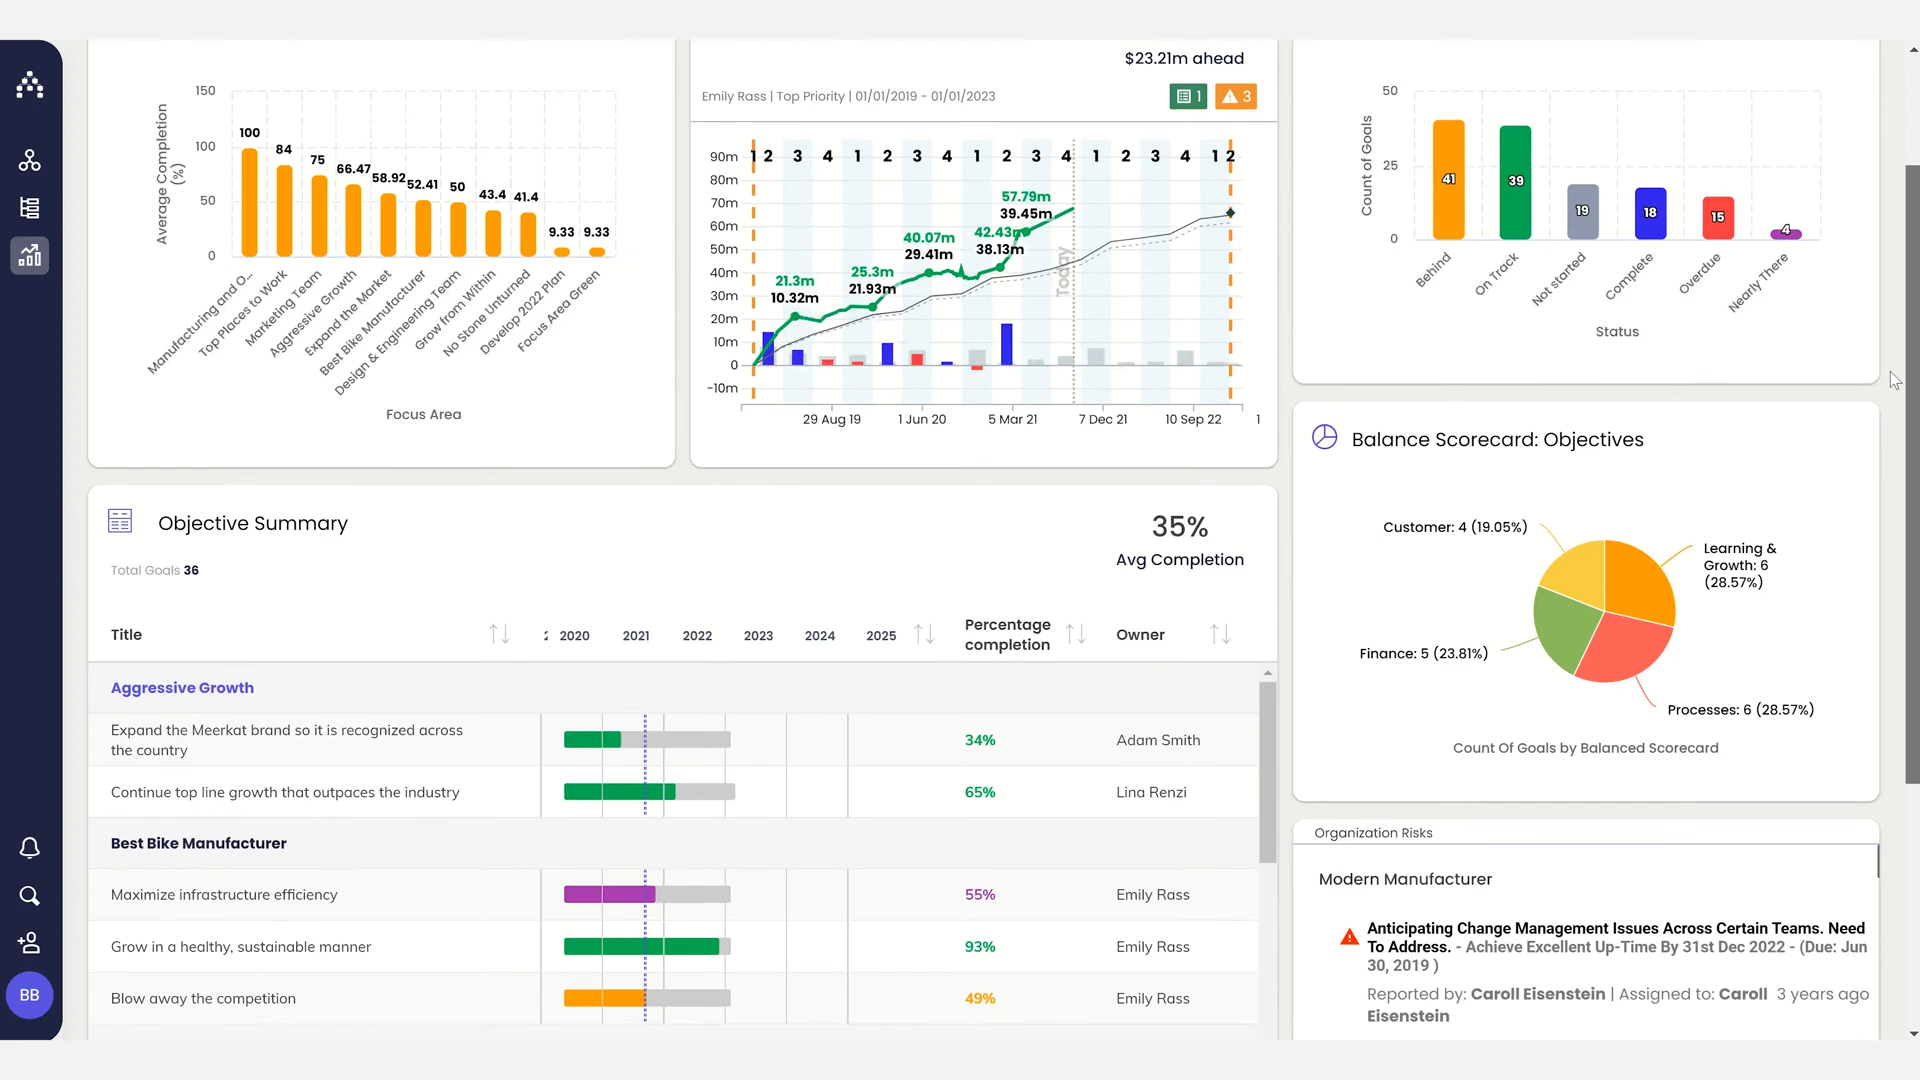 150
100
50
0
Average Completion
(%)
100
84
75
66.47
58.92
52.41
50
43.4
41.4
9.33
9.33
Manufacturing and O...
Top Places to Work
Marketing Team
Aggressive Growth
Expand the Market
Best Bike Manufacturer
Design & Engineering Team
Grow from Within
No Stone Unturned
Develop 2022 Plan
Focus Area Green
Focus Area
$23.21m ahead
Emily Rass | Top Priority | 01/01/2019 - 01/01/2023
1
3
1 2 3 4 1 2 3 4 1 2 3 4 1 2 3 4 1 2
90m
80m
70m
60m
50m
40m
30m
20m
10m
0
-10m
21.3m
10.32m
25.3m
21.93m
40.07m
29.41m
42.43m
38.13m
57.79m
39.45m
Today
29 Aug 19
1 Jun 20
5 Mar 21
7 Dec 21
10 Sep 22
1
50
25
0
Count of Goals
41
39
19
18
15
4
Behind
On Track
Not started
Complete
Overdue
Nearly There
Status
Balance Scorecard: Objectives
Customer: 4 (19.05%)
Learning &
Growth: 6
(28.57%)
Finance: 5 (23.81%)
Processes: 6 (28.57%)
Count Of Goals by Balanced Scorecard
Objective Summary
35%
Avg Completion
Total Goals 36
Title
2020 2021 2022 2023 2024 2025
Percentage
completion
Owner
Aggressive Growth
Expand the Meerkat brand so it is recognized across
the country
34%
Adam Smith
Continue top line growth that outpaces the industry
65%
Lina Renzi
Best Bike Manufacturer
Maximize infrastructure efficiency
55%
Emily Rass
Grow in a healthy, sustainable manner
93%
Emily Rass
Blow away the competition
49%
Emily Rass
Organization Risks
Modern Manufacturer
Anticipating Change Management Issues Across Certain Teams. Need
To Address. - Achieve Excellent Up-Time By 31st Dec 2022 - (Due: Jun
30, 2019 )
Reported by: Caroll Eisenstein | Assigned to: Caroll 3 years ago
Eisenstein
BB